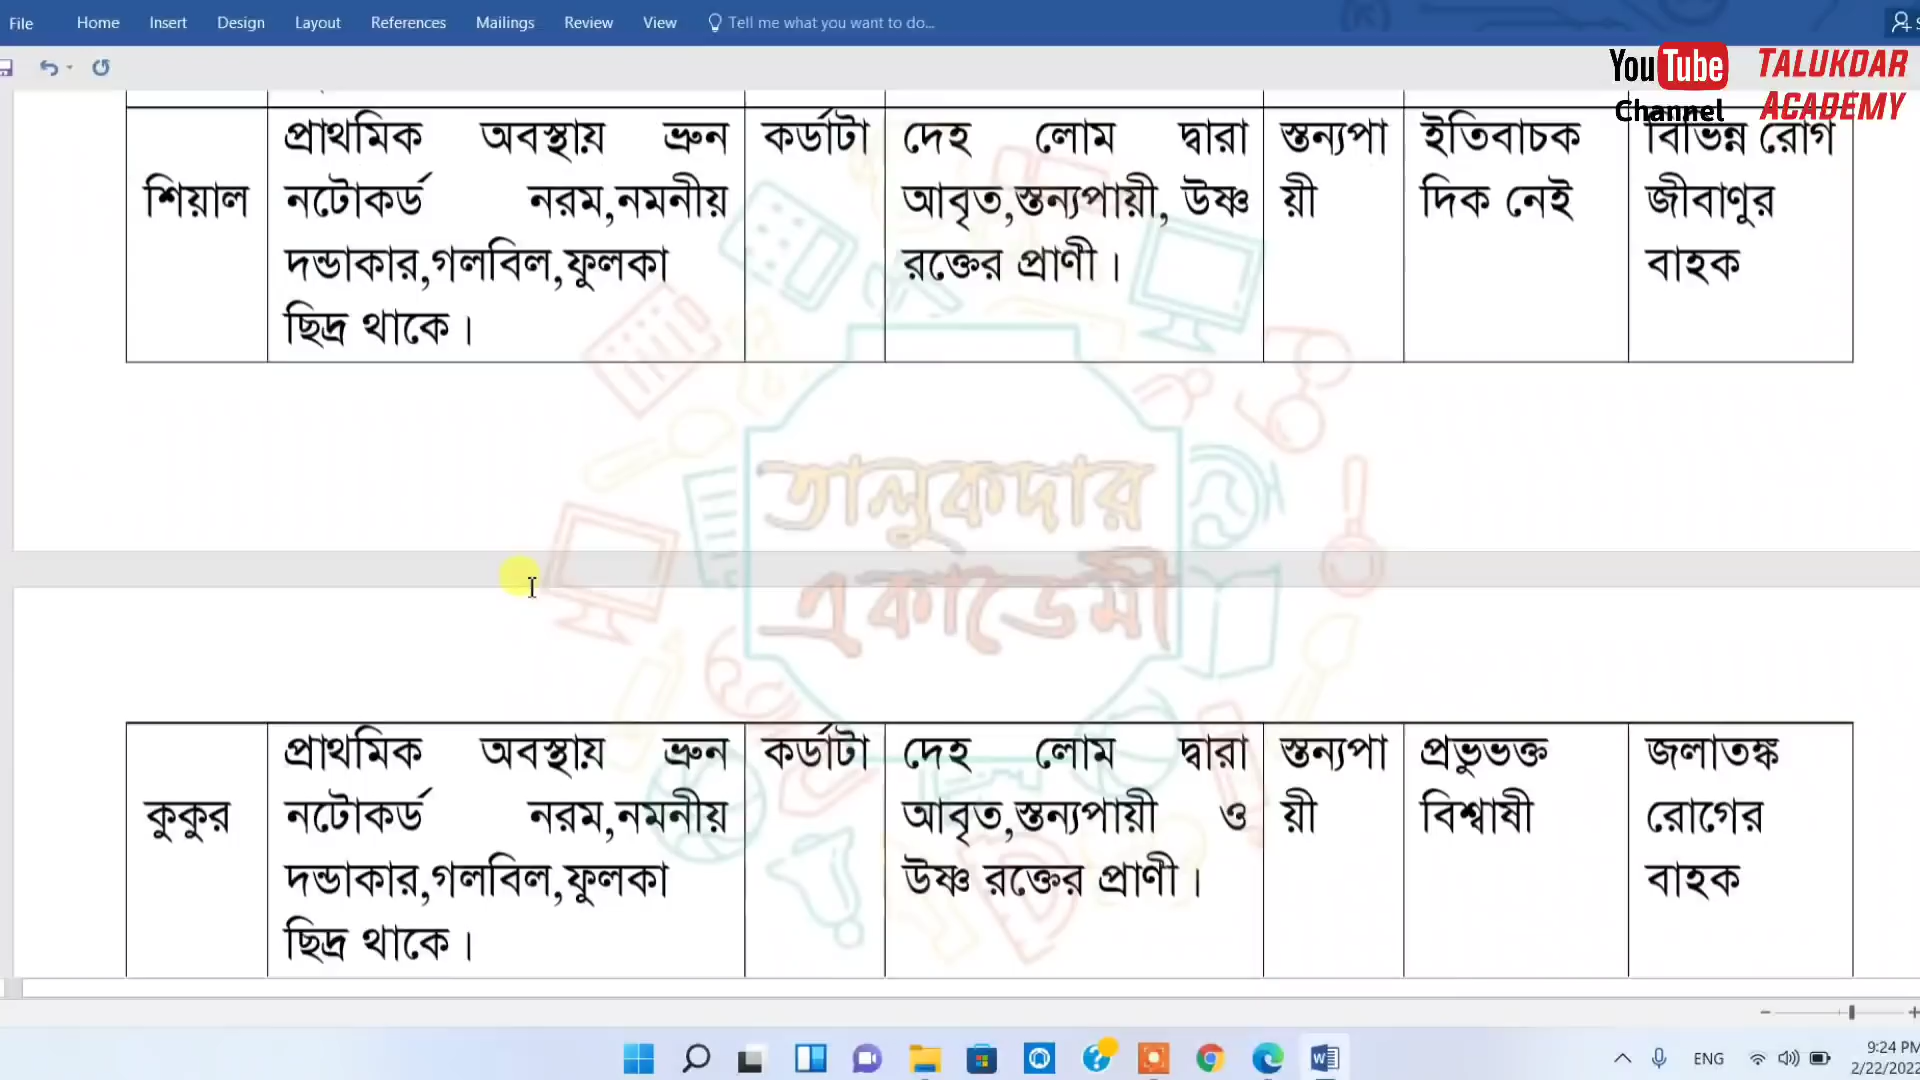 File Home Insert Design Layout References Mailings Review View Tell me what you want to do...
YouTube Channel
TALUKDAR ACADEMY
শিয়াল
প্রাথমিক অবস্থায় ভ্রুন
নটোকর্ড নরম,নমনীয়
দন্ডাকার,গলবিল,ফুলকা
ছিদ্র থাকে।
কর্ডাটা
দেহ লোম দ্বারা
আবৃত,স্তন্যপায়ী, উষ্ণ
রক্তের প্রাণী।
স্তন্যপা
য়ী
ইতিবাচক
দিক নেই
বিভিন্ন রোগ
জীবাণুর
বাহক
তালুকদার
একাডেমী
কুকুর
প্রাথমিক অবস্থায় ভ্রুন
নটোকর্ড নরম,নমনীয়
দন্ডাকার,গলবিল,ফুলকা
ছিদ্র থাকে।
কর্ডাটা
দেহ লোম দ্বারা
আবৃত,স্তন্যপায়ী ও
উষ্ণ রক্তের প্রাণী।
স্তন্যপা
য়ী
প্রভুভক্ত
বিশ্বাষী
জলাতঙ্ক
রোগের
বাহক
ENG
9:24 PM
2/22/2022